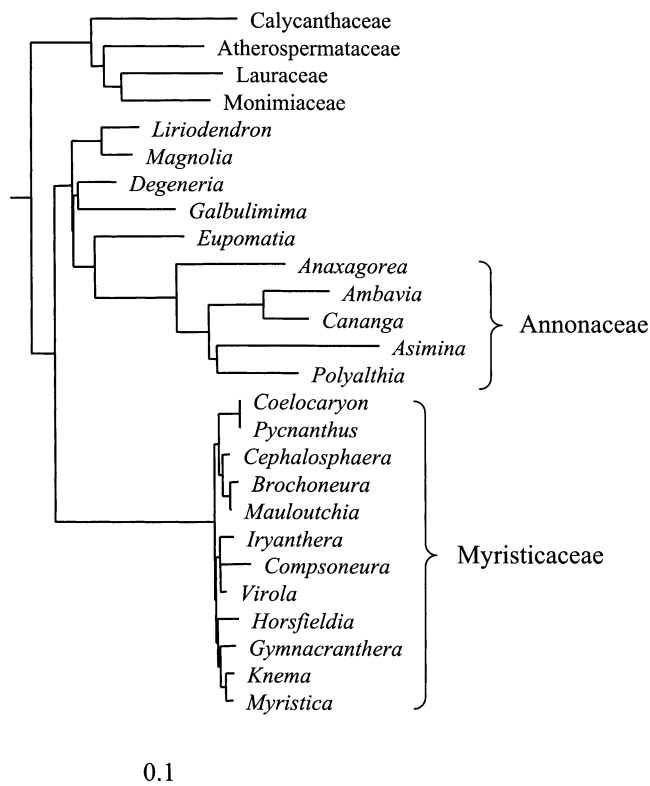 Calycanthaceae
Atherospermataceae
Lauraceae
Monimiaceae
Liriodendron
Magnolia
Degeneria
Galbulimima
Eupomatia
Anaxagorea
Ambavia
Cananga
Asimina
Polyalthia
Annonaceae
Coelocaryon
Pycnanthus
Cephalosphaera
Brochoneura
Mauloutchia
Iryanthera
Compsoneura
Virola
Horsfieldia
Gymnacranthera
Knema
Myristica
Myristicaceae
0.1